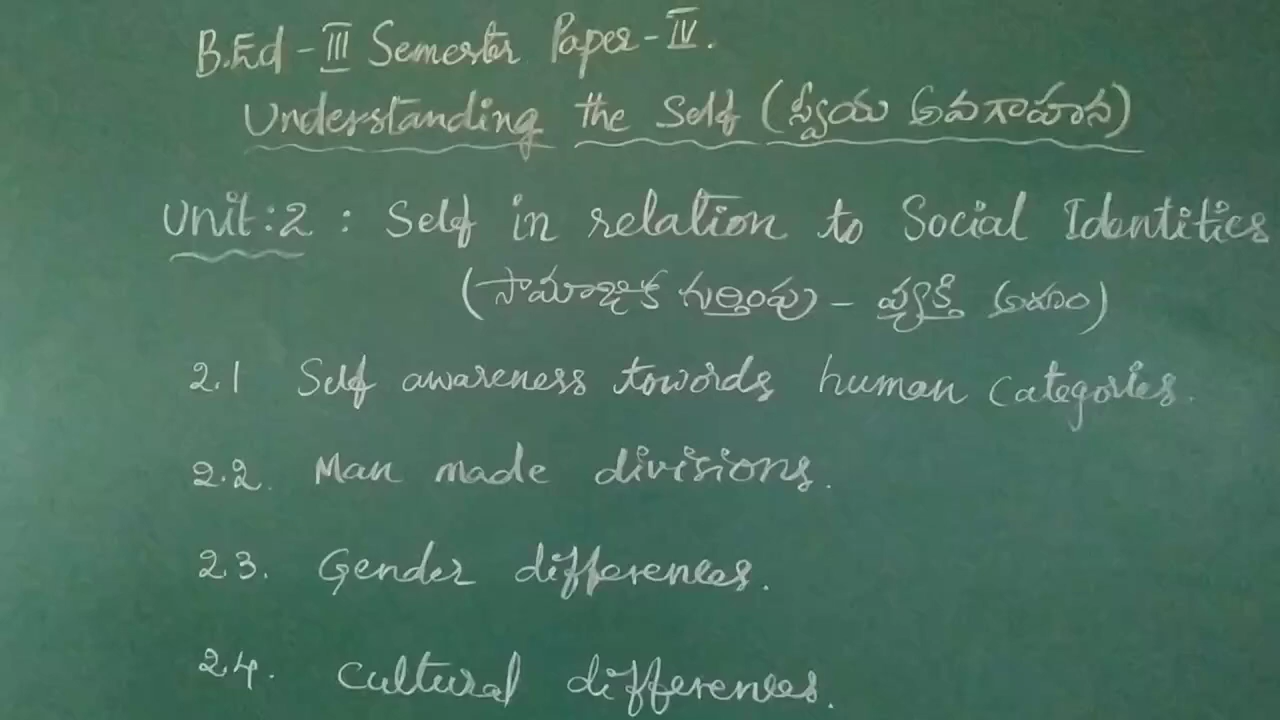 B.Ed - III Semester Paper - IV.
Understanding the Self (స్వీయ అవగాహన)
Unit:2 : Self in relation to Social Identities
(సామాజిక గుర్తింపు - వ్యక్తి అహం)
2.1 Self awareness towords human Categories.
2.2. Man made divisions.
2.3. Gender differences.
2.4. Cultural differences.